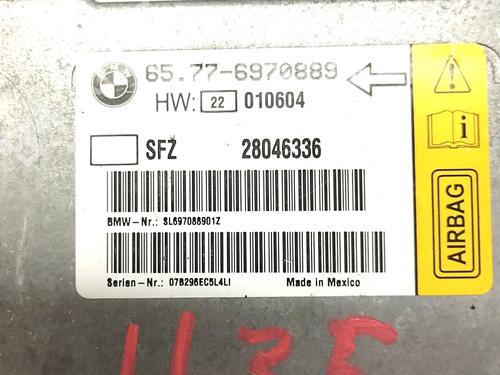 65.77-6970889
HW: 22 010604
SFZ 28046336
BMW-Nr.: SL697088901Z
Serien-Nr.: 07B296EC5L4LI
Made in Mexico
AIRBAG
i